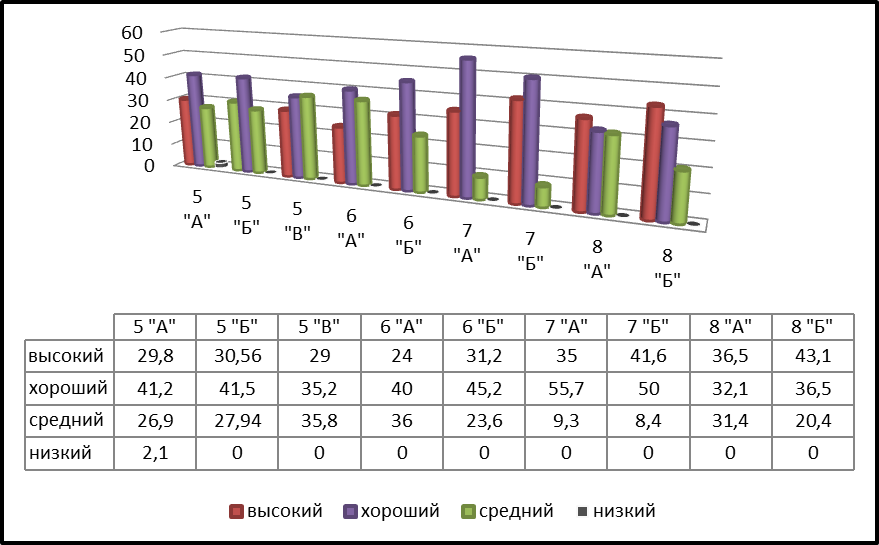 60
50
40
30
20
10
0
5 "А"
5 "Б"
5 "В"
6 "А"
6 "Б"
7 "А"
7 "Б"
8 "А"
8 "Б"
5 "А" 5 "Б" 5 "В" 6 "А" 6 "Б" 7 "А" 7 "Б" 8 "А" 8 "Б"
высокий 29,8 30,56 29 24 31,2 35 41,6 36,5 43,1
хороший 41,2 41,5 35,2 40 45,2 55,7 50 32,1 36,5
средний 26,9 27,94 35,8 36 23,6 9,3 8,4 31,4 20,4
низкий 2,1 0 0 0 0 0 0 0 0
высокий хороший средний низкий